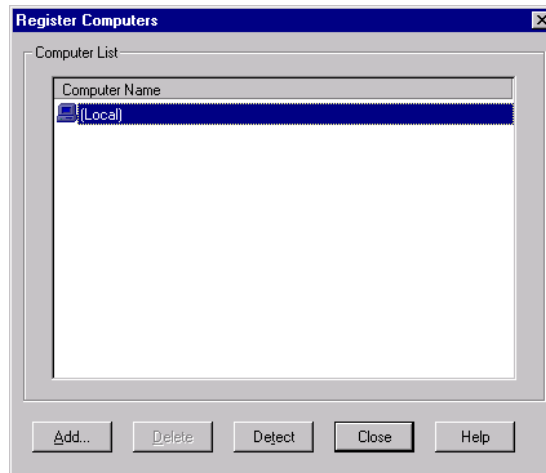 Register Computers
Computer List
Computer Name
(Local)
Add... Delete Detect Close Help